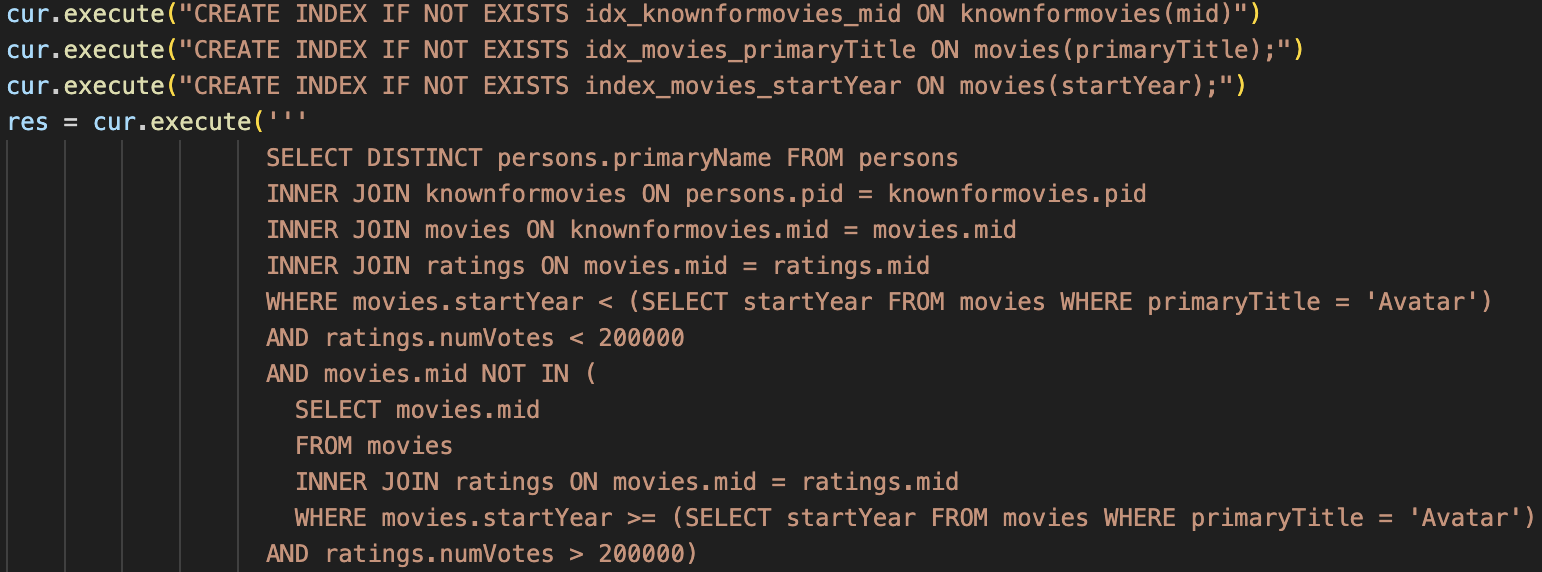 cur.execute("CREATE INDEX IF NOT EXISTS idx_knownformovies_mid ON knownformovies(mid)")
cur.execute("CREATE INDEX IF NOT EXISTS idx_movies_primaryTitle ON movies(primaryTitle);")
cur.execute("CREATE INDEX IF NOT EXISTS index_movies_startYear ON movies(startYear);")
res = cur.execute('''
SELECT DISTINCT persons.primaryName FROM persons
INNER JOIN knownformovies ON persons.pid = knownformovies.pid
INNER JOIN movies ON knownformovies.mid = movies.mid
INNER JOIN ratings ON movies.mid = ratings.mid
WHERE movies.startYear < (SELECT startYear FROM movies WHERE primaryTitle = 'Avatar')
AND ratings.numVotes < 200000
AND movies.mid NOT IN (
SELECT movies.mid
FROM movies
INNER JOIN ratings ON movies.mid = ratings.mid
WHERE movies.startYear >= (SELECT startYear FROM movies WHERE primaryTitle = 'Avatar')
AND ratings.numVotes > 200000)